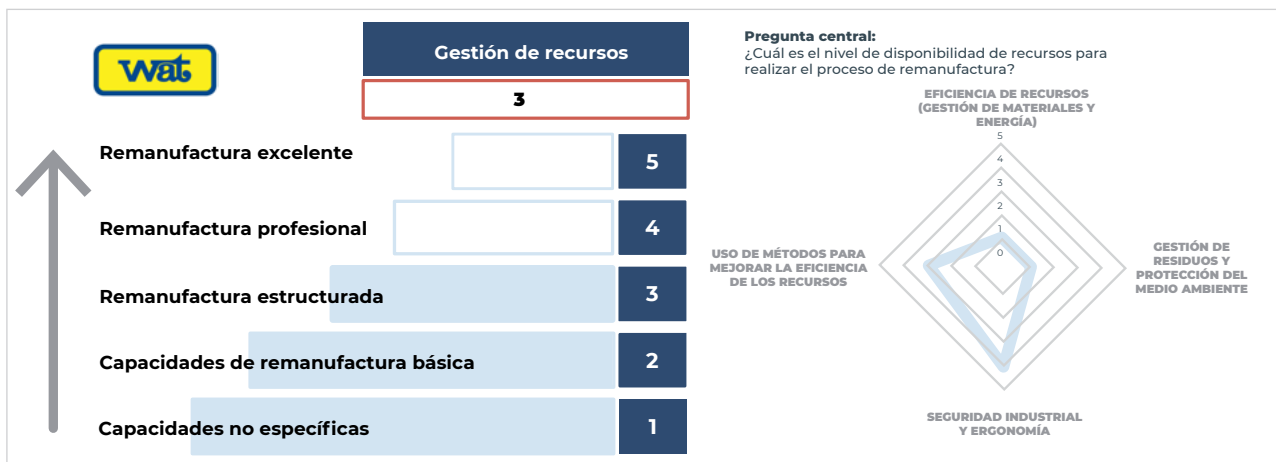 wat
Gestión de recursos
3
Remanufactura excelente
5
Remanufactura profesional
4
Remanufactura estructurada
3
Capacidades de remanufactura básica
2
Capacidades no específicas
1
Pregunta central:
¿Cuál es el nivel de disponibilidad de recursos para
realizar el proceso de remanufactura?
EFICIENCIA DE RECURSOS
(GESTIÓN DE MATERIALES Y
ENERGÍA)
5
4
3
2
1
0
USO DE MÉTODOS PARA
MEJORAR LA EFICIENCIA
DE LOS RECURSOS
GESTIÓN DE
RESIDUOS Y
PROTECCIÓN DEL
MEDIO AMBIENTE
SEGURIDAD INDUSTRIAL
Y ERGONOMÍA